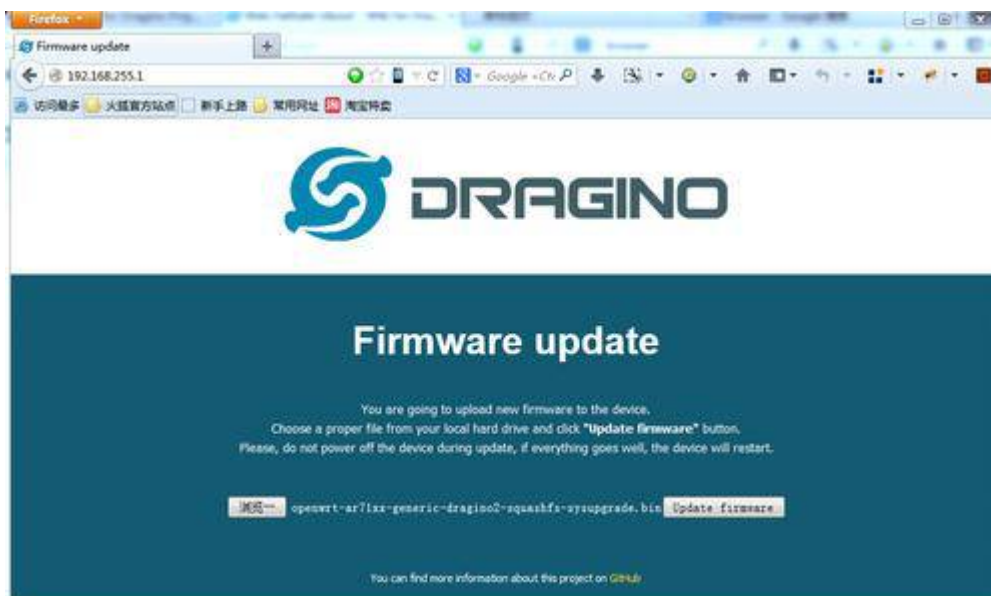 Firefox
Firmware update
192.168.255.1
Google <Ctr
访问最多 火狐官方站点 新手上路 常用网址 淘宝特卖
DRAGINO
Firmware update
You are going to upload new firmware to the device.
Choose a proper file from your local hard drive and click "Update firmware" button.
Please, do not power off the device during update, if everything goes well, the device will restart.
浏览… openwrt-ar71xx-generic-dragino2-squashfs-sysupgrade.bin Update firmware
You can find more information about this project on GitHub